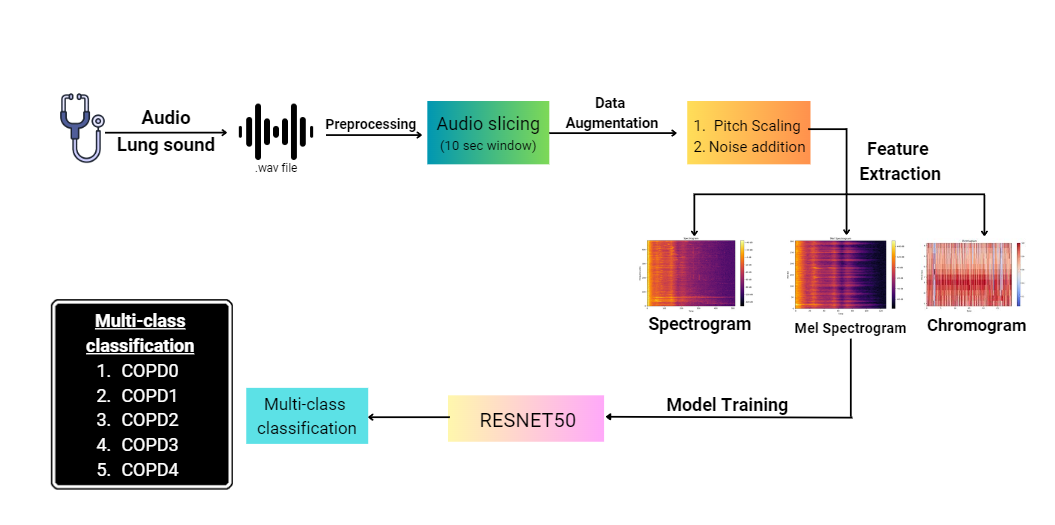 Audio
Lung sound
.wav file
Preprocessing
Audio slicing
(10 sec window)
Data
Augmentation
1. Pitch Scaling
2. Noise addition
Feature
Extraction
Spectrogram
Mel Spectrogram
Chromogram
Model Training
RESNET50
Multi-class
classification
Multi-class
classification
1. COPD0
2. COPD1
3. COPD2
4. COPD3
5. COPD4